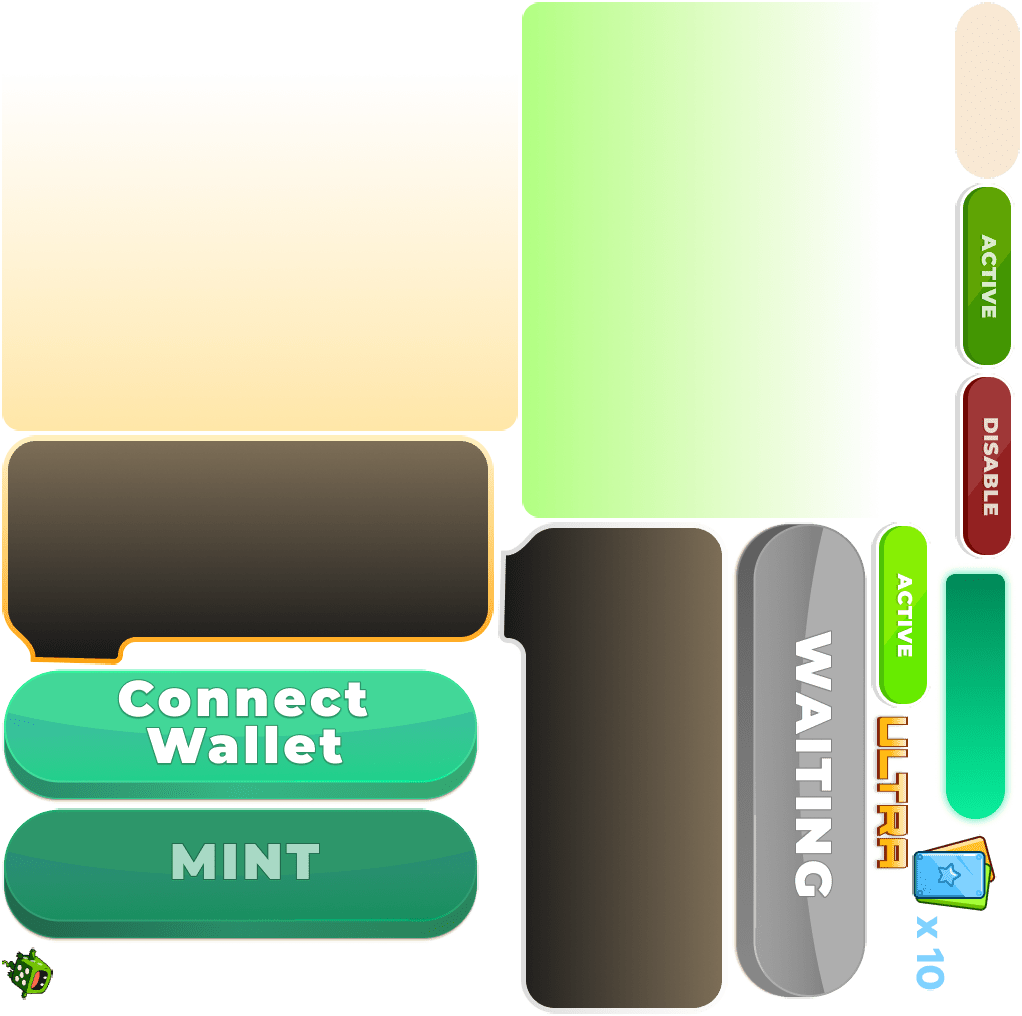 ACTIVE
DISABLE
ACTIVE
WAITING
Connect
Wallet
ULTRA
MINT
x 10